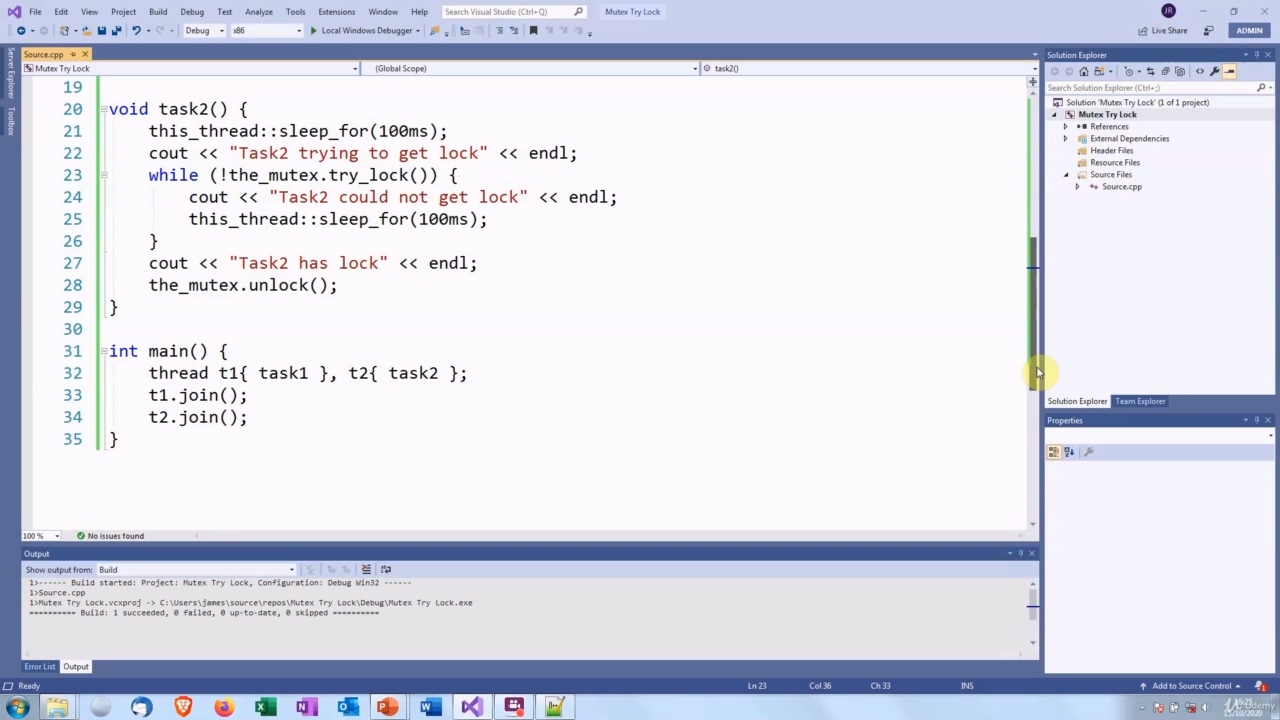 File Edit View Project Build Debug Test Analyze Tools Extensions Window Help Search Visual Studio (Ctrl+Q) Mutex Try Lock JR
Debug x86 Local Windows Debugger Live Share ADMIN
Server Explorer
Toolbox
Source.cpp
Mutex Try Lock (Global Scope) task2()
19
20 void task2() {
21 this_thread::sleep_for(100ms);
22 cout << "Task2 trying to get lock" << endl;
23 while (!the_mutex.try_lock()) {
24 cout << "Task2 could not get lock" << endl;
25 this_thread::sleep_for(100ms);
26 }
27 cout << "Task2 has lock" << endl;
28 the_mutex.unlock();
29 }
30
31 int main() {
32 thread t1{ task1 }, t2{ task2 };
33 t1.join();
34 t2.join();
35 }
100 % No issues found
Output
Show output from: Build
1>------ Build started: Project: Mutex Try Lock, Configuration: Debug Win32 ------
1>Source.cpp
1>Mutex Try Lock.vcxproj -> C:\Users\james\source\repos\Mutex Try Lock\Debug\Mutex Try Lock.exe
========== Build: 1 succeeded, 0 failed, 0 up-to-date, 0 skipped ==========
Error List Output
Solution Explorer
Search Solution Explorer (Ctrl+;)
Solution 'Mutex Try Lock' (1 of 1 project)
Mutex Try Lock
References
External Dependencies
Header Files
Resource Files
Source Files
Source.cpp
Solution Explorer Team Explorer
Properties
Ready Ln 23 Col 36 Ch 33 INS Add to Source Control 1
Udemy
15/10/2020